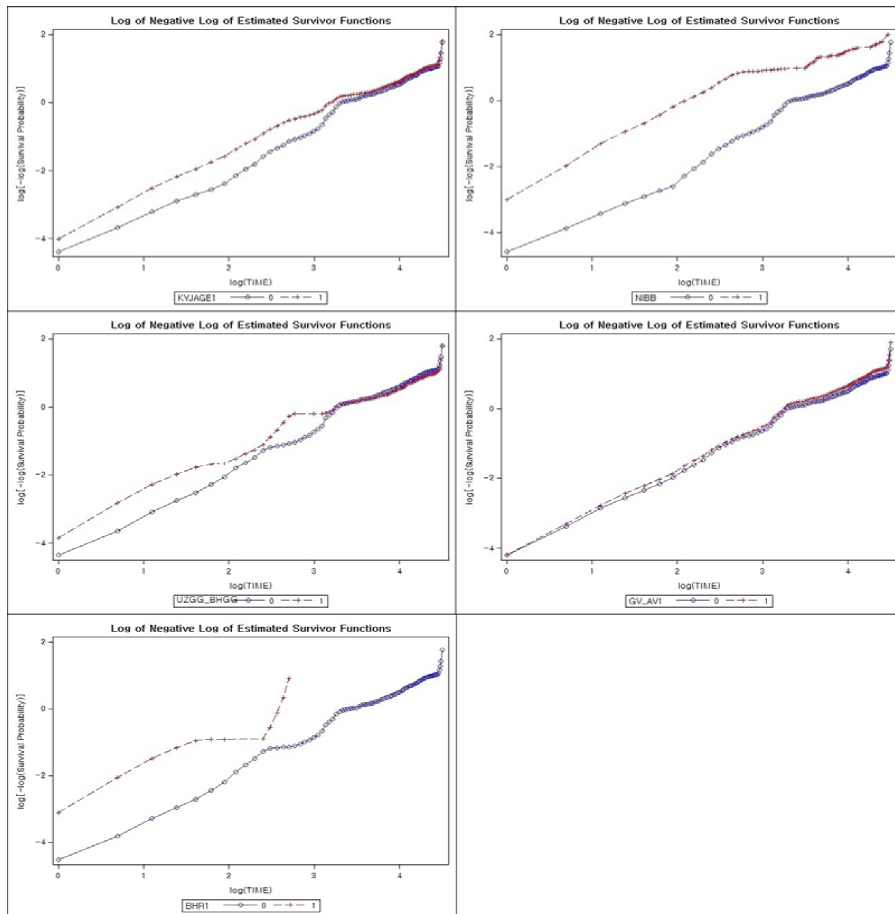 Log of Negative Log of Estimated Survivor Functions
log[-log(Survival Probability)]
2
0
-2
-4
0 1 2 3 4
log(TIME)
KYJAGE1 0 1
Log of Negative Log of Estimated Survivor Functions
log[-log(Survival Probability)]
2
0
-2
-4
0 1 2 3 4
log(TIME)
NIBB 0 1
Log of Negative Log of Estimated Survivor Functions
log[-log(Survival Probability)]
2
0
-2
-4
0 1 2 3 4
log(TIME)
UZGG_BHGG 0 1
Log of Negative Log of Estimated Survivor Functions
log[-log(Survival Probability)]
2
0
-2
-4
0 1 2 3 4
log(TIME)
GV_AV1 0 1
Log of Negative Log of Estimated Survivor Functions
log[-log(Survival Probability)]
2
0
-2
-4
0 1 2 3 4
log(TIME)
BHR1 0 1